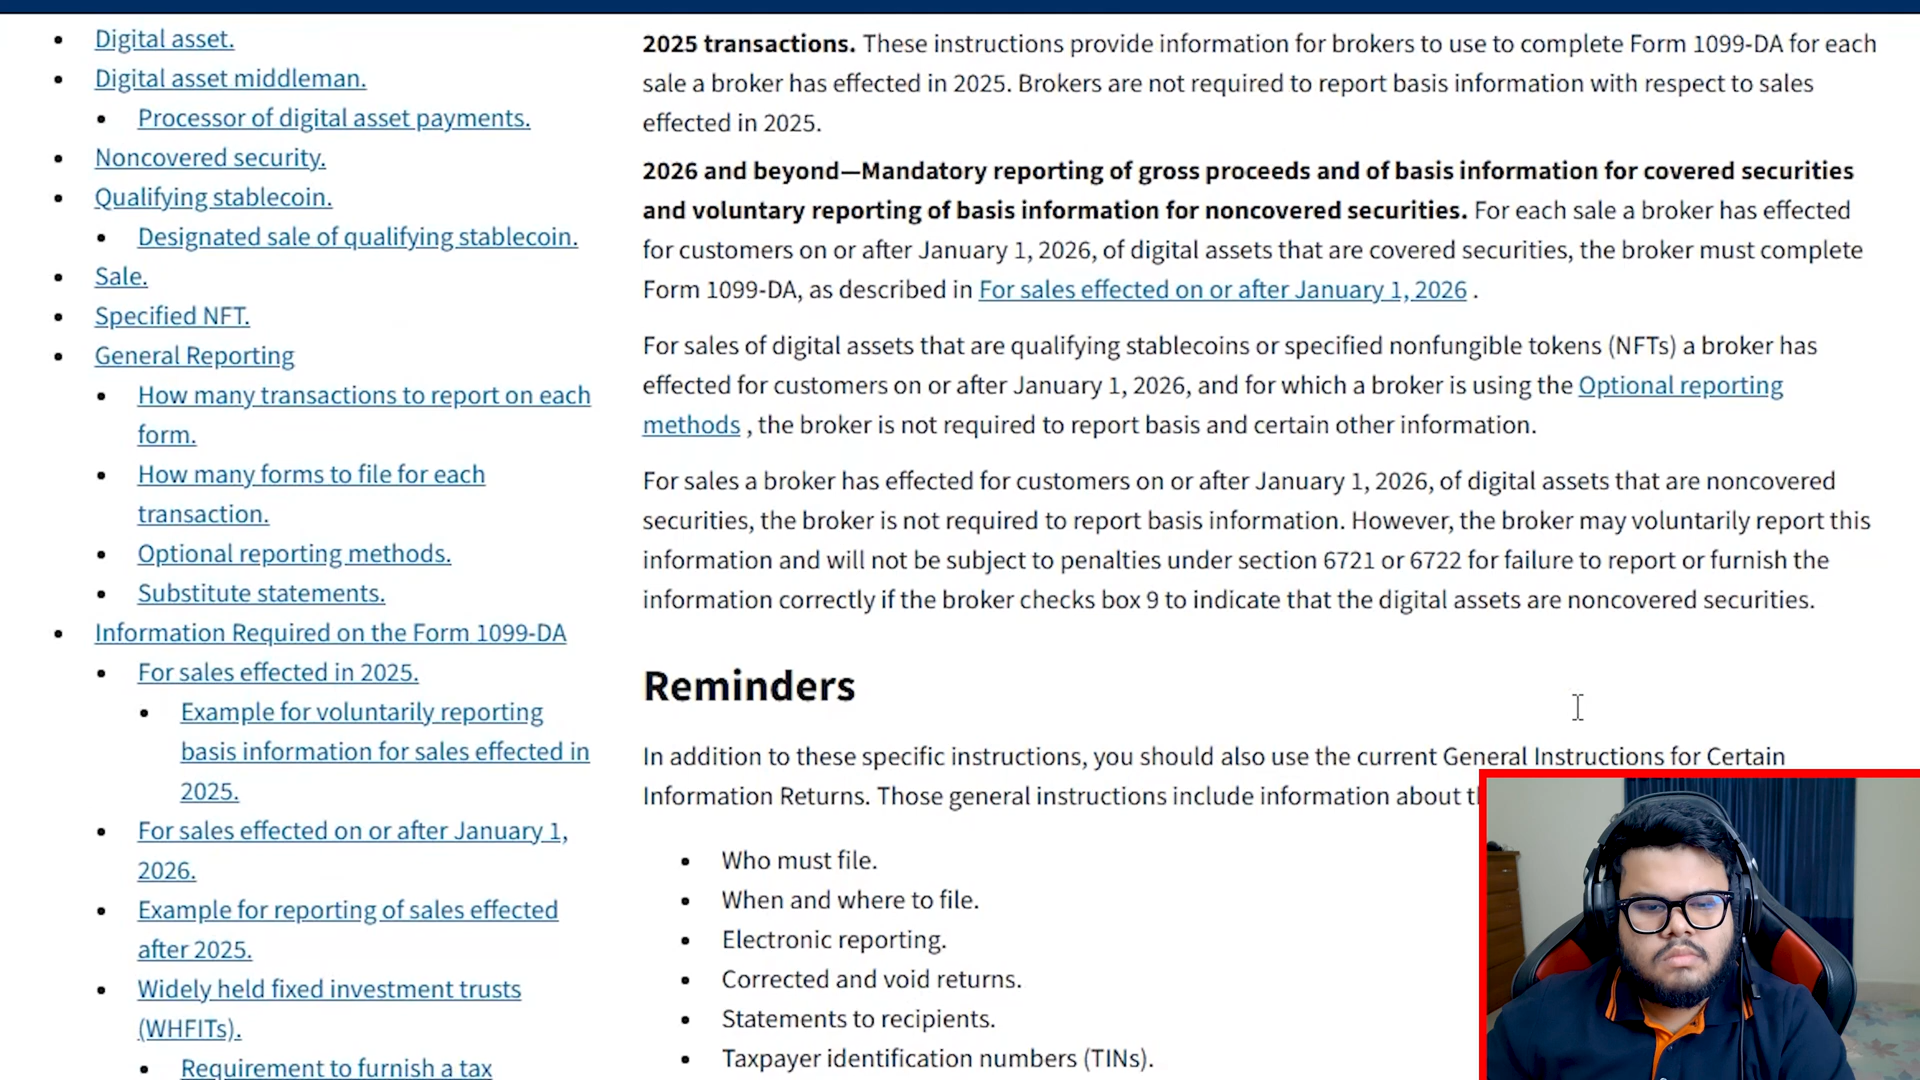 Digital asset.
Digital asset middleman.
Processor of digital asset payments.
Noncovered security.
Qualifying stablecoin.
Designated sale of qualifying stablecoin.
Sale.
Specified NFT.
General Reporting
How many transactions to report on each
form.
How many forms to file for each
transaction.
Optional reporting methods.
Substitute statements.
Information Required on the Form 1099-DA
For sales effected in 2025.
Example for voluntarily reporting
basis information for sales effected in
2025.
For sales effected on or after January 1,
2026.
Example for reporting of sales effected
after 2025.
Widely held fixed investment trusts
(WHFITs).
Requirement to furnish a tax
2025 transactions. These instructions provide information for brokers to use to complete Form 1099-DA for each
sale a broker has effected in 2025. Brokers are not required to report basis information with respect to sales
effected in 2025.
2026 and beyond—Mandatory reporting of gross proceeds and of basis information for covered securities
and voluntary reporting of basis information for noncovered securities. For each sale a broker has effected
for customers on or after January 1, 2026, of digital assets that are covered securities, the broker must complete
Form 1099-DA, as described in For sales effected on or after January 1, 2026 .
For sales of digital assets that are qualifying stablecoins or specified nonfungible tokens (NFTs) a broker has
effected for customers on or after January 1, 2026, and for which a broker is using the Optional reporting
methods , the broker is not required to report basis and certain other information.
For sales a broker has effected for customers on or after January 1, 2026, of digital assets that are noncovered
securities, the broker is not required to report basis information. However, the broker may voluntarily report this
information and will not be subject to penalties under section 6721 or 6722 for failure to report or furnish the
information correctly if the broker checks box 9 to indicate that the digital assets are noncovered securities.
Reminders
In addition to these specific instructions, you should also use the current General Instructions for Certain
Information Returns. Those general instructions include information about
Who must file.
When and where to file.
Electronic reporting.
Corrected and void returns.
Statements to recipients.
Taxpayer identification numbers (TINs).